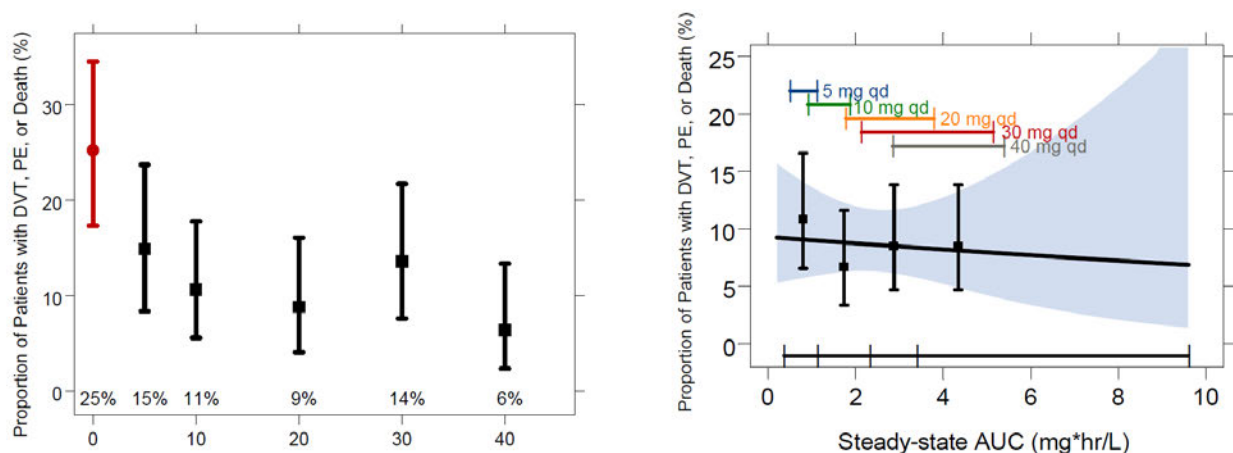 Proportion of Patients with DVT, PE, or Death (%)
30
20
10
0
25% 15% 11% 9% 14% 6%
0 10 20 30 40
Proportion of Patients with DVT, PE, or Death (%)
25
20
15
10
5
0
5 mg qd
10 mg qd
20 mg qd
30 mg qd
40 mg qd
0 2 4 6 8 10
Steady-state AUC (mg*hr/L)